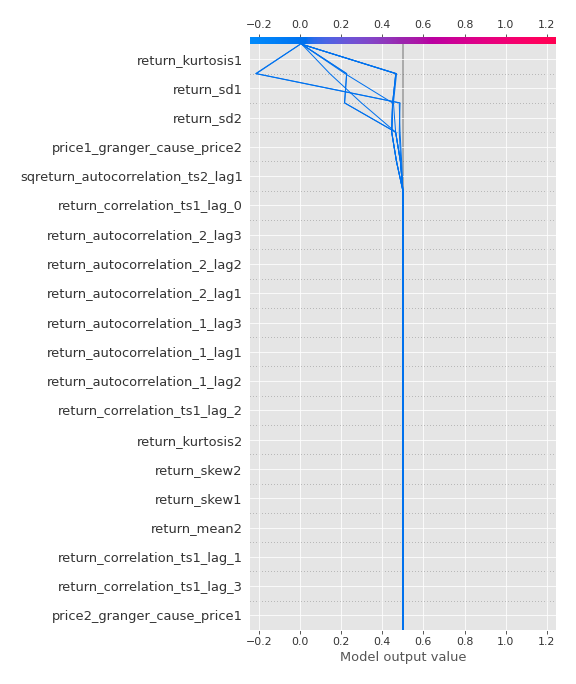 −0.2 0.0 0.2 0.4 0.6 0.8 1.0 1.2
return_kurtosis1
return_sd1
return_sd2
price1_granger_cause_price2
sqreturn_autocorrelation_ts2_lag1
return_correlation_ts1_lag_0
return_autocorrelation_2_lag3
return_autocorrelation_2_lag2
return_autocorrelation_2_lag1
return_autocorrelation_1_lag3
return_autocorrelation_1_lag1
return_autocorrelation_1_lag2
return_correlation_ts1_lag_2
return_kurtosis2
return_skew2
return_skew1
return_mean2
return_correlation_ts1_lag_1
return_correlation_ts1_lag_3
price2_granger_cause_price1
−0.2 0.0 0.2 0.4 0.6 0.8 1.0 1.2
Model output value